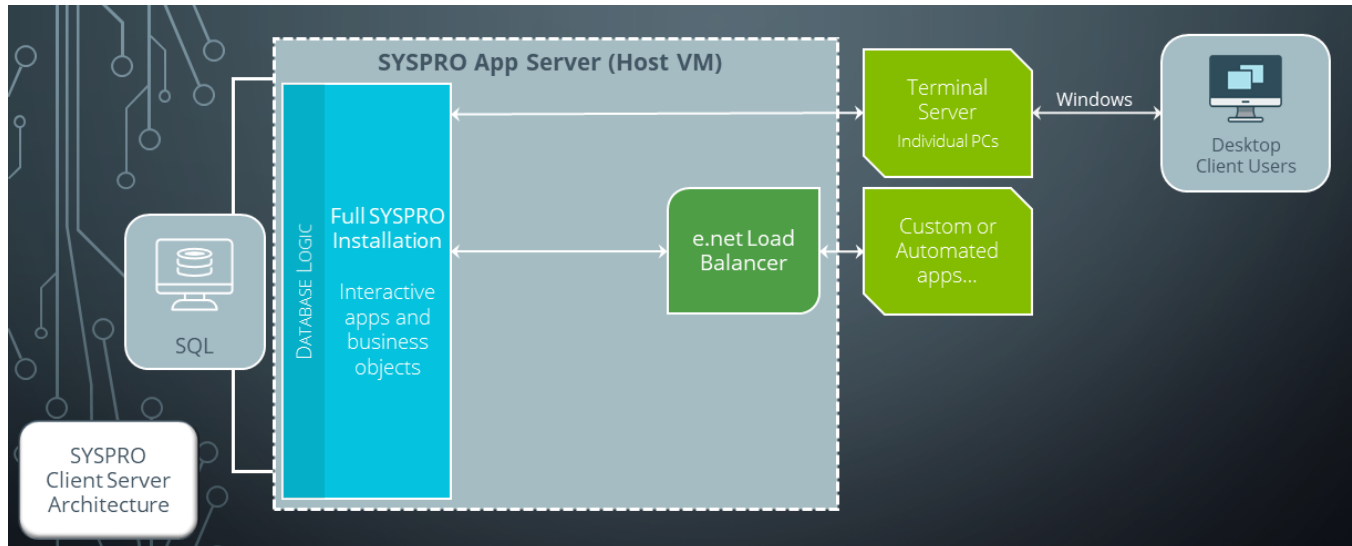 SYSPRO App Server (Host VM)
SQL
DATABASE LOGIC
Full SYSPRO
Installation
Interactive
apps and
business
objects
e.net Load
Balancer
Terminal
Server
Individual PCs
Windows
Desktop
Client Users
Custom or
Automated
apps...
SYSPRO
Client Server
Architecture